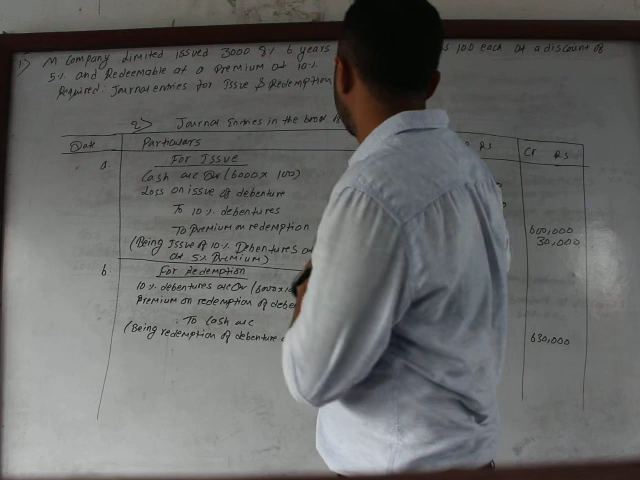 1) M Company Limited issued 3000 8% 6 years 100 each at a discount of
5% and Redeemable at a Premium at 10%
Required: Journal entries for Issue & Redemption
2) Journal Entries in the book
Date Particulars Rs Cr Rs
a. For Issue
Cash a/c Dr (6000 x 100)
Loss on issue of debenture
To 10% debentures 600,000
To premium on redemption 30,000
(Being Issue of 10% Debentures at
at 5% Premium)
b. For Redemption
10% debentures a/c Dr (6000x10
Premium on redemption of deben
To Cash a/c 630,000
(Being redemption of debenture